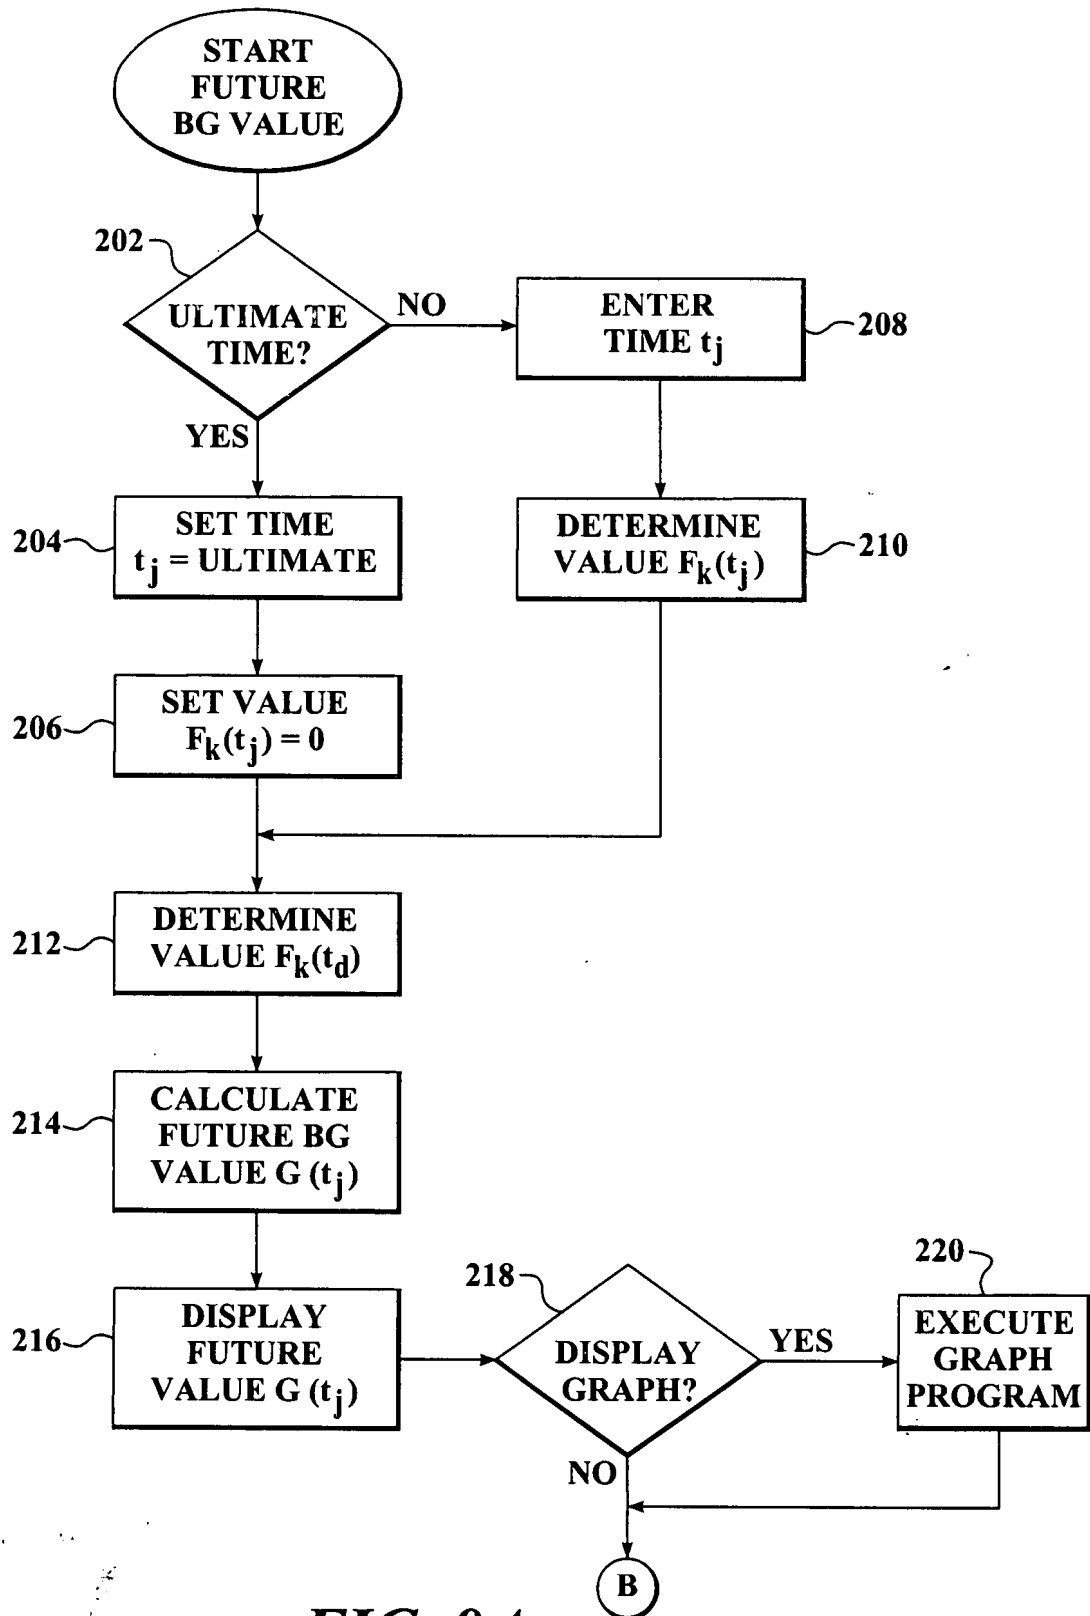 START
FUTURE
BG VALUE
202
ULTIMATE
TIME?
NO
YES
ENTER
TIME tj
208
204
SET TIME
tj = ULTIMATE
DETERMINE
VALUE Fk(tj)
210
206
SET VALUE
Fk(tj) = 0
212
DETERMINE
VALUE Fk(td)
214
CALCULATE
FUTURE BG
VALUE G (tj)
216
DISPLAY
FUTURE
VALUE G (tj)
218
DISPLAY
GRAPH?
YES
NO
220
EXECUTE
GRAPH
PROGRAM
B